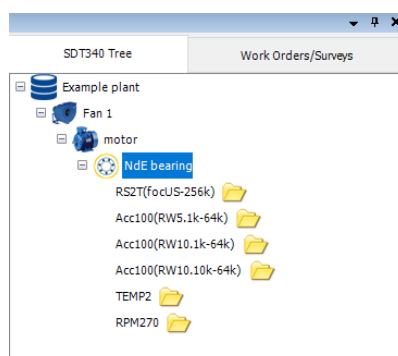 SDT340 Tree
Work Orders/Surveys
Example plant
Fan 1
motor
NdE bearing
RS2T(focUS-256k)
Acc100(RW5.1k-64k)
Acc100(RW10.1k-64k)
Acc100(RW10.10k-64k)
TEMP2
RPM270